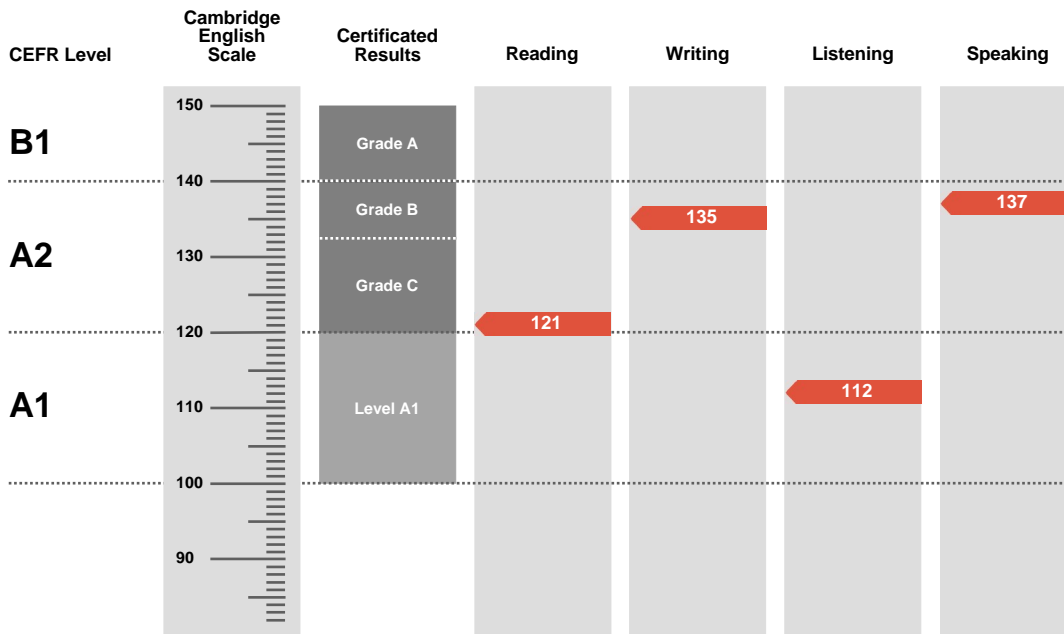 CEFR Level
Cambridge
English
Scale
Certificated
Results
Reading
Writing
Listening
Speaking
150
B1
Grade A
140
Grade B
135
137
A2
130
Grade C
121
120
112
A1
110
Level A1
100
90